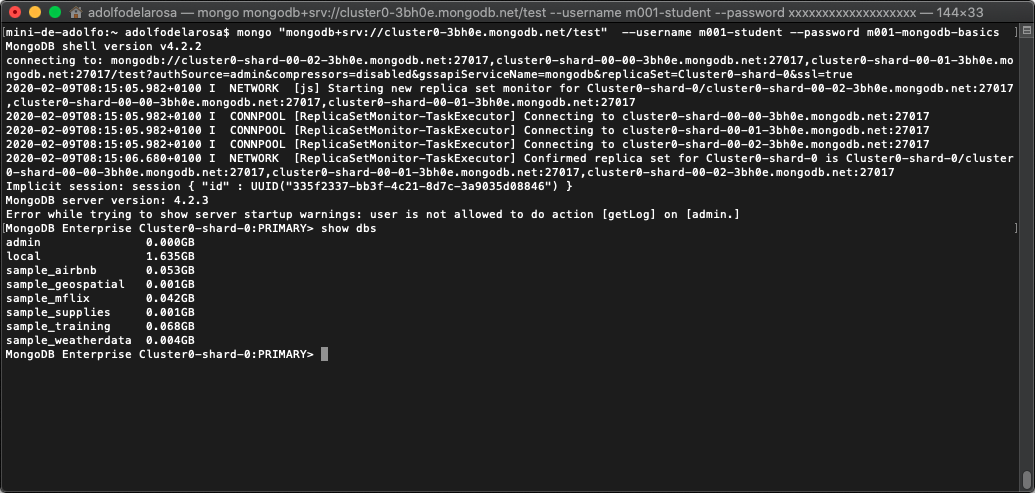 adolfodelarosa — mongo mongodb+srv://cluster0-3bh0e.mongodb.net/test --username m001-student --password xxxxxxxxxxxxxxxxxxxx — 144×33
[mini-de-adolfo:~ adolfodelarosa$ mongo "mongodb+srv://cluster0-3bh0e.mongodb.net/test"  --username m001-student --password m001-mongodb-basics ]
MongoDB shell version v4.2.2
connecting to: mongodb://cluster0-shard-00-02-3bh0e.mongodb.net:27017,cluster0-shard-00-00-3bh0e.mongodb.net:27017,cluster0-shard-00-01-3bh0e.mo
ngodb.net:27017/test?authSource=admin&compressors=disabled&gssapiServiceName=mongodb&replicaSet=Cluster0-shard-0&ssl=true
2020-02-09T08:15:05.982+0100 I  NETWORK  [js] Starting new replica set monitor for Cluster0-shard-0/cluster0-shard-00-02-3bh0e.mongodb.net:27017
,cluster0-shard-00-00-3bh0e.mongodb.net:27017,cluster0-shard-00-01-3bh0e.mongodb.net:27017
2020-02-09T08:15:05.982+0100 I  CONNPOOL [ReplicaSetMonitor-TaskExecutor] Connecting to cluster0-shard-00-00-3bh0e.mongodb.net:27017
2020-02-09T08:15:05.982+0100 I  CONNPOOL [ReplicaSetMonitor-TaskExecutor] Connecting to cluster0-shard-00-01-3bh0e.mongodb.net:27017
2020-02-09T08:15:05.982+0100 I  CONNPOOL [ReplicaSetMonitor-TaskExecutor] Connecting to cluster0-shard-00-02-3bh0e.mongodb.net:27017
2020-02-09T08:15:06.680+0100 I  NETWORK  [ReplicaSetMonitor-TaskExecutor] Confirmed replica set for Cluster0-shard-0 is Cluster0-shard-0/cluster
0-shard-00-00-3bh0e.mongodb.net:27017,cluster0-shard-00-01-3bh0e.mongodb.net:27017,cluster0-shard-00-02-3bh0e.mongodb.net:27017
Implicit session: session { "id" : UUID("335f2337-bb3f-4c21-8d7c-3a9035d08846") }
MongoDB server version: 4.2.3
Error while trying to show server startup warnings: user is not allowed to do action [getLog] on [admin.]
[MongoDB Enterprise Cluster0-shard-0:PRIMARY> show dbs ]
admin               0.000GB
local               1.635GB
sample_airbnb       0.053GB
sample_geospatial   0.001GB
sample_mflix        0.042GB
sample_supplies     0.001GB
sample_training     0.068GB
sample_weatherdata  0.004GB
MongoDB Enterprise Cluster0-shard-0:PRIMARY>